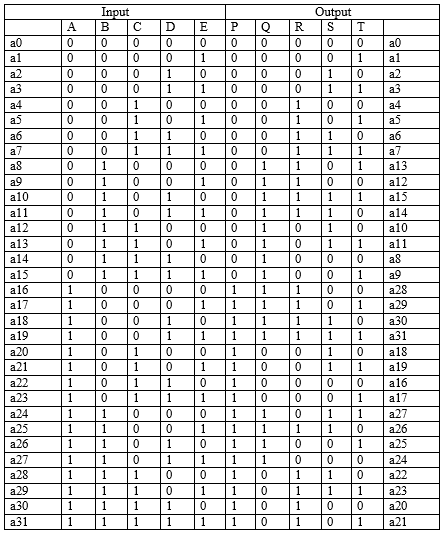 Input Output
A B C D E P Q R S T
a0 0 0 0 0 0 0 0 0 0 0 a0
a1 0 0 0 0 1 0 0 0 0 1 a1
a2 0 0 0 1 0 0 0 0 1 0 a2
a3 0 0 0 1 1 0 0 0 1 1 a3
a4 0 0 1 0 0 0 0 1 0 0 a4
a5 0 0 1 0 1 0 0 1 0 1 a5
a6 0 0 1 1 0 0 0 1 1 0 a6
a7 0 0 1 1 1 0 0 1 1 1 a7
a8 0 1 0 0 0 0 1 1 0 1 a13
a9 0 1 0 0 1 0 1 1 0 0 a12
a10 0 1 0 1 0 0 1 1 1 1 a15
a11 0 1 0 1 1 0 1 1 1 0 a14
a12 0 1 1 0 0 0 1 0 1 0 a10
a13 0 1 1 0 1 0 1 0 1 1 a11
a14 0 1 1 1 0 0 1 0 0 0 a8
a15 0 1 1 1 1 0 1 0 0 1 a9
a16 1 0 0 0 0 1 1 1 0 0 a28
a17 1 0 0 0 1 1 1 1 0 1 a29
a18 1 0 0 1 0 1 1 1 1 0 a30
a19 1 0 0 1 1 1 1 1 1 1 a31
a20 1 0 1 0 0 1 0 0 1 0 a18
a21 1 0 1 0 1 1 0 0 1 1 a19
a22 1 0 1 1 0 1 0 0 0 0 a16
a23 1 0 1 1 1 1 0 0 0 1 a17
a24 1 1 0 0 0 1 1 0 1 1 a27
a25 1 1 0 0 1 1 1 1 1 0 a26
a26 1 1 0 1 0 1 1 0 0 1 a25
a27 1 1 0 1 1 1 1 0 0 0 a24
a28 1 1 1 0 0 1 0 1 1 0 a22
a29 1 1 1 0 1 1 0 1 1 1 a23
a30 1 1 1 1 0 1 0 1 0 0 a20
a31 1 1 1 1 1 1 0 1 0 1 a21